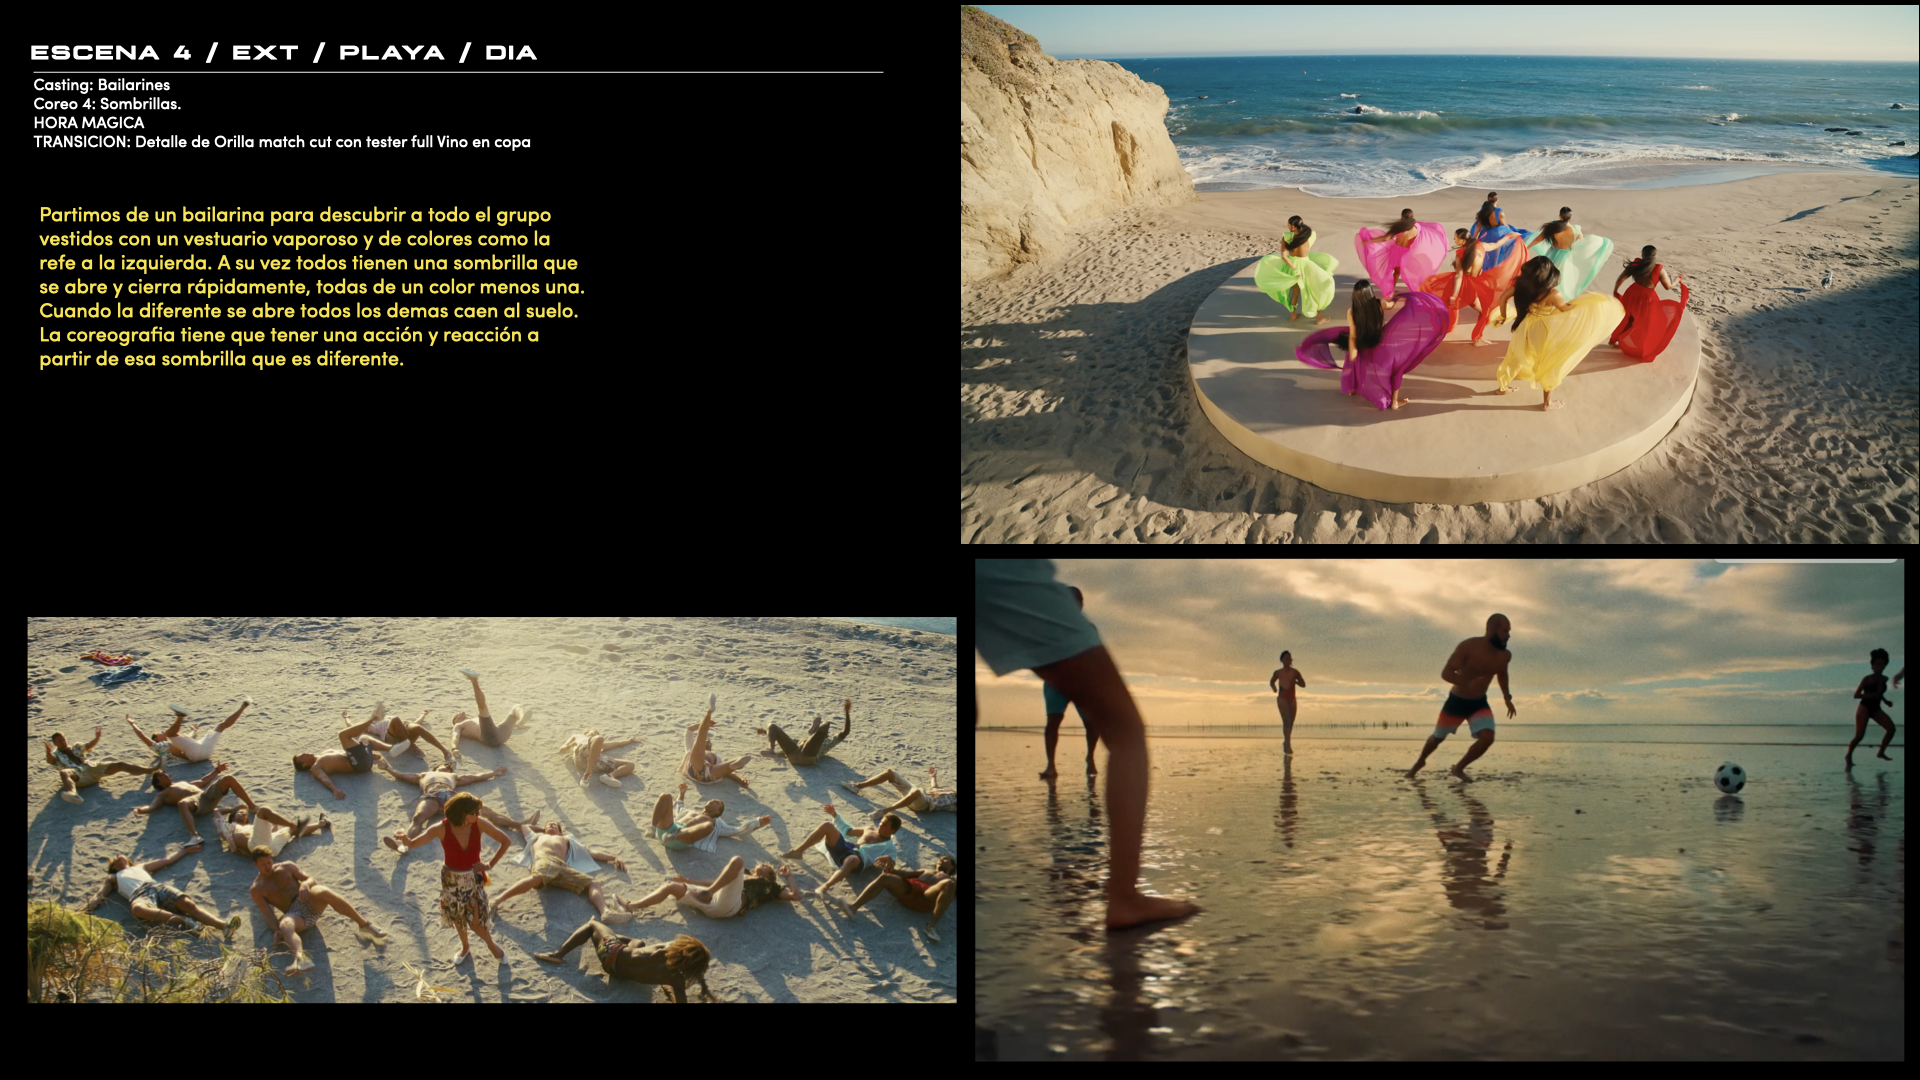 ESCENA 4 / EXT / PLAYA / DIA
Casting: Bailarines
Coreo 4: Sombrillas.
HORA MAGICA
TRANSICION: Detalle de Orilla match cut con tester full Vino en copa
Partimos de un bailarina para descubrir a todo el grupo
vestidos con un vestuario vaporoso y de colores como la
refe a la izquierda. A su vez todos tienen una sombrilla que
se abre y cierra rápidamente, todas de un color menos una.
Cuando la diferente se abre todos los demas caen al suelo.
La coreografia tiene que tener una acción y reacción a
partir de esa sombrilla que es diferente.